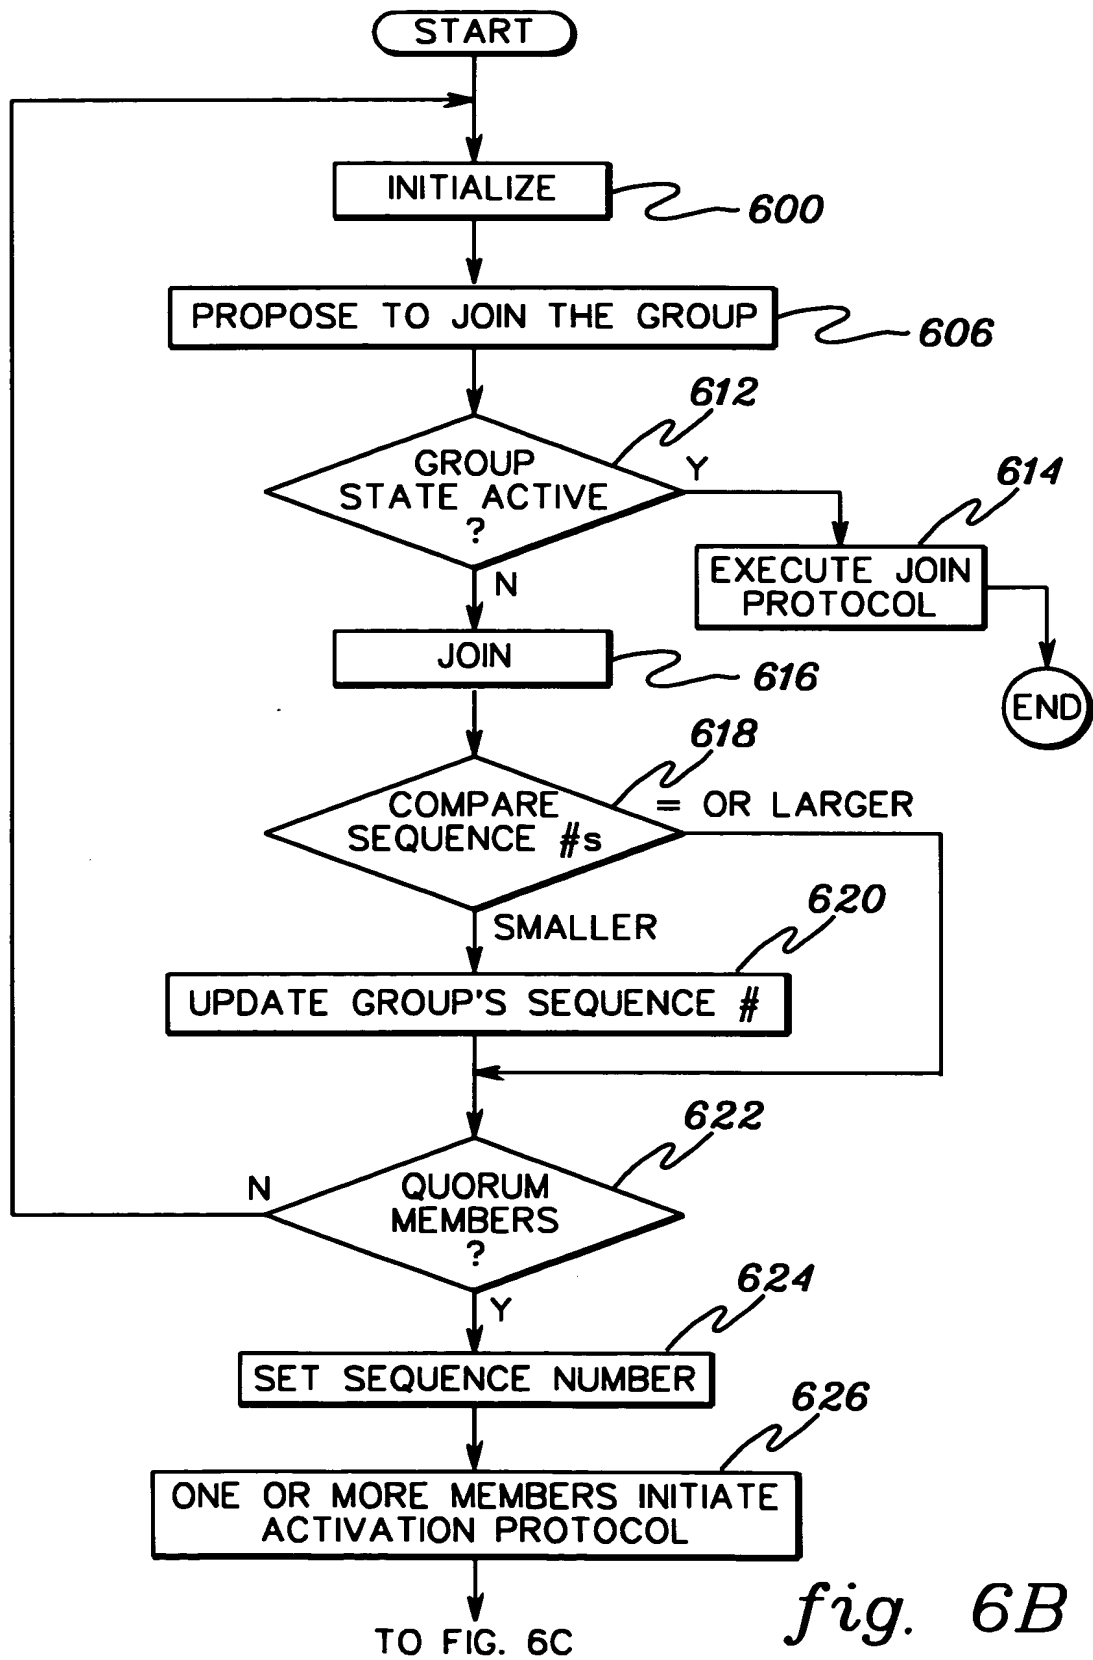 START
INITIALIZE
600
PROPOSE TO JOIN THE GROUP
606
612
GROUP
STATE ACTIVE
?
Y
614
EXECUTE JOIN
PROTOCOL
N
JOIN
616
END
618
COMPARE
SEQUENCE #s
= OR LARGER
SMALLER
620
UPDATE GROUP'S SEQUENCE #
622
N
QUORUM
MEMBERS
?
624
Y
SET SEQUENCE NUMBER
626
ONE OR MORE MEMBERS INITIATE
ACTIVATION PROTOCOL
TO FIG. 6C
fig. 6B